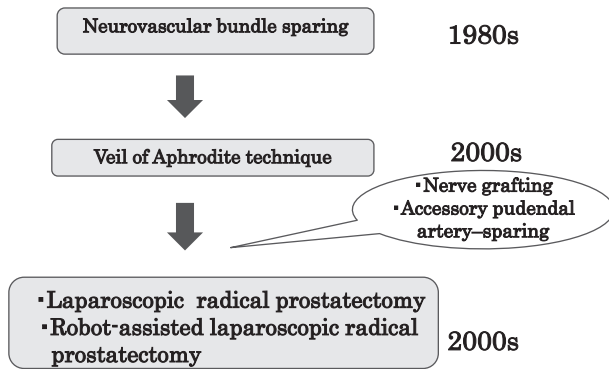 Neurovascular bundle sparing
1980s
Veil of Aphrodite technique
2000s
・Nerve grafting
・Accessory pudendal
artery–sparing
・Laparoscopic radical prostatectomy
・Robot-assisted laparoscopic radical
prostatectomy
2000s